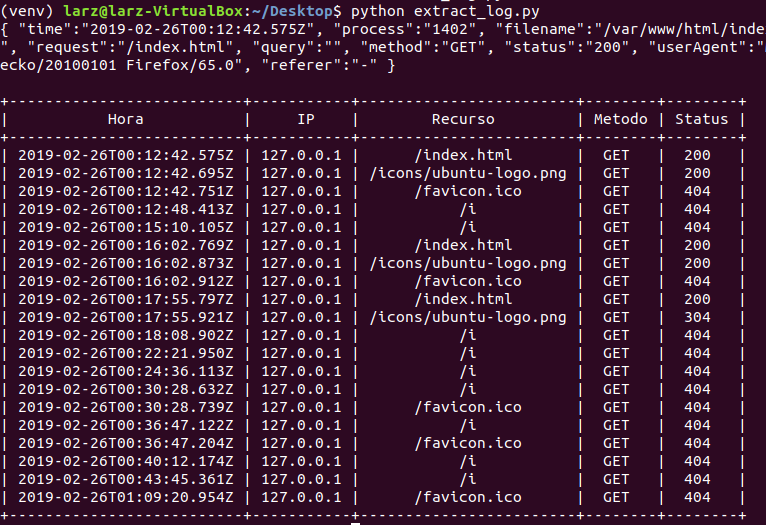 (venv) larz@larz-VirtualBox:~/Desktop$ python extract_log.py
{ "time":"2019-02-26T00:12:42.575Z", "process":"1402", "filename":"/var/www/html/inde
", "request":"/index.html", "query":"", "method":"GET", "status":"200", "userAgent":"
ecko/20100101 Firefox/65.0", "referer":"-" }
+--------------------------+-----------+------------------------+--------+--------+
| Hora | IP | Recurso | Metodo | Status |
+--------------------------+-----------+------------------------+--------+--------+
| 2019-02-26T00:12:42.575Z | 127.0.0.1 | /index.html | GET | 200 |
| 2019-02-26T00:12:42.695Z | 127.0.0.1 | /icons/ubuntu-logo.png | GET | 200 |
| 2019-02-26T00:12:42.751Z | 127.0.0.1 | /favicon.ico | GET | 404 |
| 2019-02-26T00:12:48.413Z | 127.0.0.1 | /i | GET | 404 |
| 2019-02-26T00:15:10.105Z | 127.0.0.1 | /i | GET | 404 |
| 2019-02-26T00:16:02.769Z | 127.0.0.1 | /index.html | GET | 200 |
| 2019-02-26T00:16:02.873Z | 127.0.0.1 | /icons/ubuntu-logo.png | GET | 200 |
| 2019-02-26T00:16:02.912Z | 127.0.0.1 | /favicon.ico | GET | 404 |
| 2019-02-26T00:17:55.797Z | 127.0.0.1 | /index.html | GET | 200 |
| 2019-02-26T00:17:55.921Z | 127.0.0.1 | /icons/ubuntu-logo.png | GET | 304 |
| 2019-02-26T00:18:08.902Z | 127.0.0.1 | /i | GET | 404 |
| 2019-02-26T00:22:21.950Z | 127.0.0.1 | /i | GET | 404 |
| 2019-02-26T00:24:36.113Z | 127.0.0.1 | /i | GET | 404 |
| 2019-02-26T00:30:28.632Z | 127.0.0.1 | /i | GET | 404 |
| 2019-02-26T00:30:28.739Z | 127.0.0.1 | /favicon.ico | GET | 404 |
| 2019-02-26T00:36:47.122Z | 127.0.0.1 | /i | GET | 404 |
| 2019-02-26T00:36:47.204Z | 127.0.0.1 | /favicon.ico | GET | 404 |
| 2019-02-26T00:40:12.174Z | 127.0.0.1 | /i | GET | 404 |
| 2019-02-26T00:43:45.361Z | 127.0.0.1 | /i | GET | 404 |
| 2019-02-26T01:09:20.954Z | 127.0.0.1 | /favicon.ico | GET | 404 |
+--------------------------+-----------+------------------------+--------+--------+